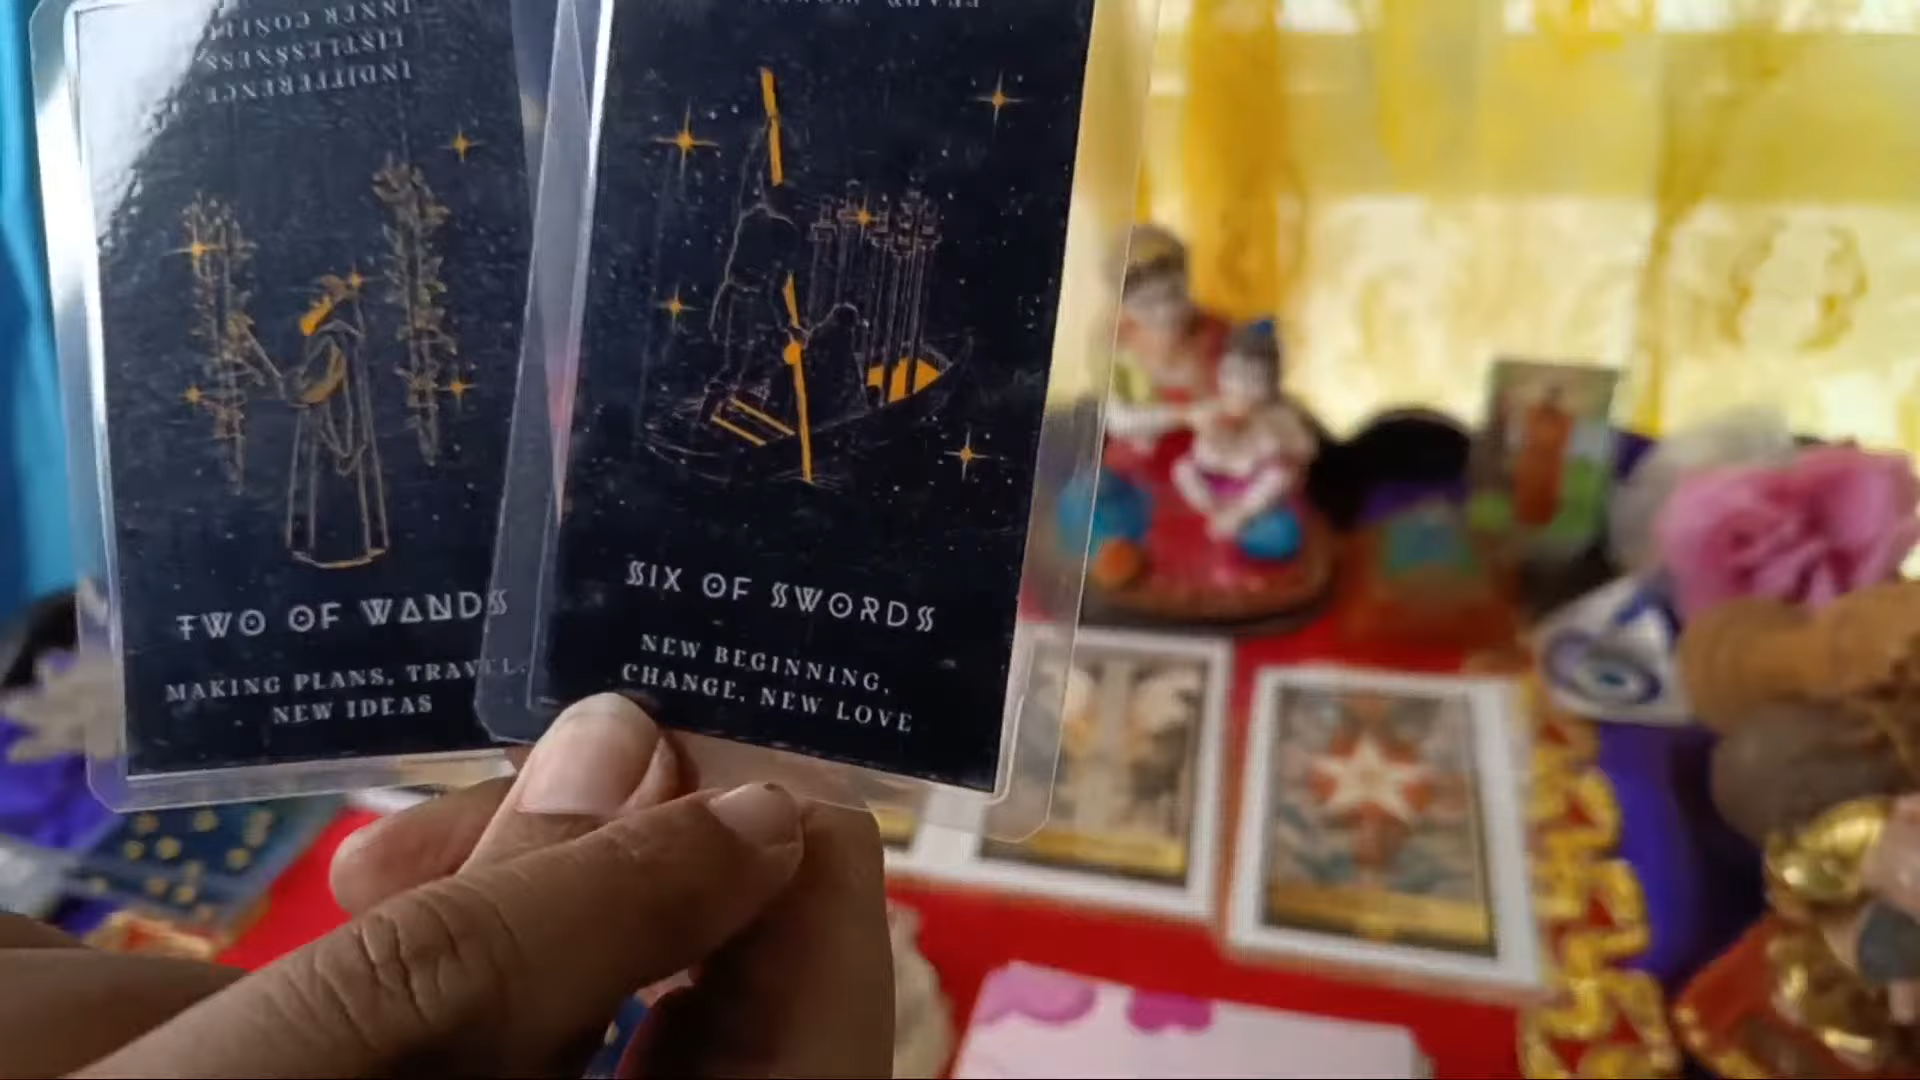 INNER
LISTLESSNESS,
INDIFFERENCE,
TWO OF WANDS
MAKING PLANS, TRAVEL,
NEW IDEAS
SIX OF SWORDS
NEW BEGINNING,
CHANGE, NEW LOVE